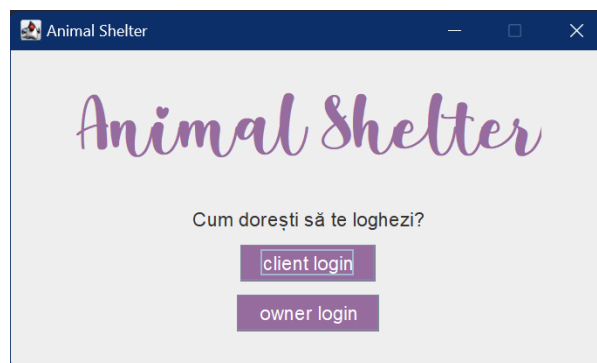 Animal Shelter
Animal Shelter
Cum dorești să te loghezi?
client login
owner login